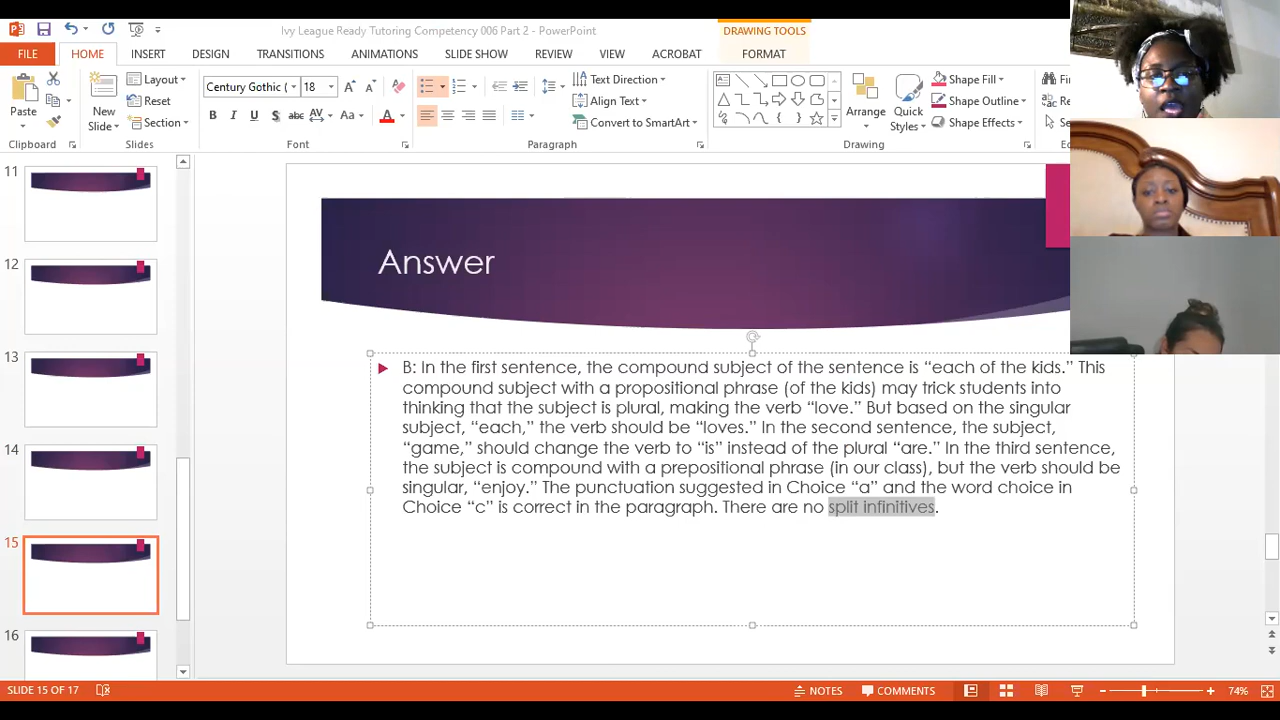 Ivy League Ready Tutoring Competency 006 Part 2 - PowerPoint
DRAWING TOOLS
FILE HOME INSERT DESIGN TRANSITIONS ANIMATIONS SLIDE SHOW REVIEW VIEW ACROBAT FORMAT
Paste
Clipboard
New Slide
Layout
Reset
Section
Slides
Century Gothic ( 18
B I U S abc AV Aa A
Font
Text Direction
Align Text
Convert to SmartArt
Paragraph
Arrange
Quick Styles
Shape Fill
Shape Outline
Shape Effects
Drawing
11
12
13
14
15
16
Answer
B: In the first sentence, the compound subject of the sentence is “each of the kids.” This
compound subject with a propositional phrase (of the kids) may trick students into
thinking that the subject is plural, making the verb “love.” But based on the singular
subject, “each,” the verb should be “loves.” In the second sentence, the subject,
“game,” should change the verb to “is” instead of the plural “are.” In the third sentence,
the subject is compound with a prepositional phrase (in our class), but the verb should be
singular, “enjoy.” The punctuation suggested in Choice “a” and the word choice in
Choice “c” is correct in the paragraph. There are no split infinitives.
SLIDE 15 OF 17 NOTES COMMENTS 74%